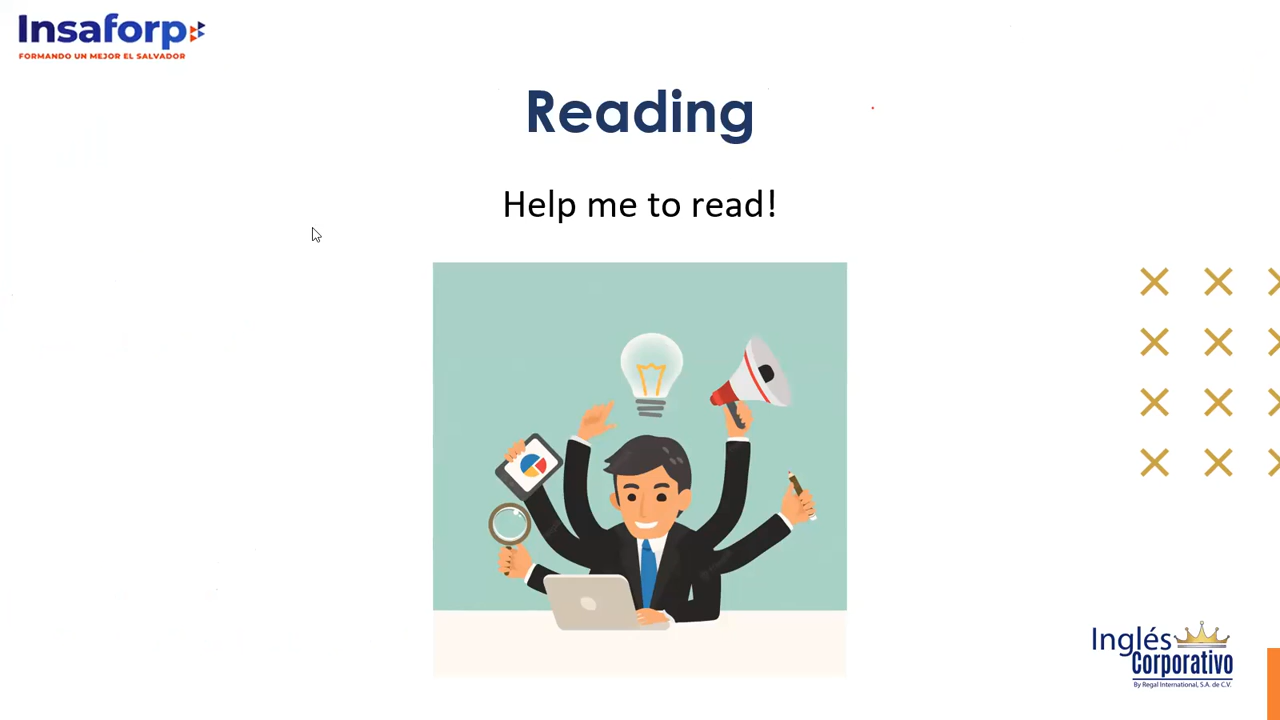 Insaforp
FORMANDO UN MEJOR EL SALVADOR
Reading
Help me to read!
Inglés
Corporativo
By Regal International, S.A. de C.V.